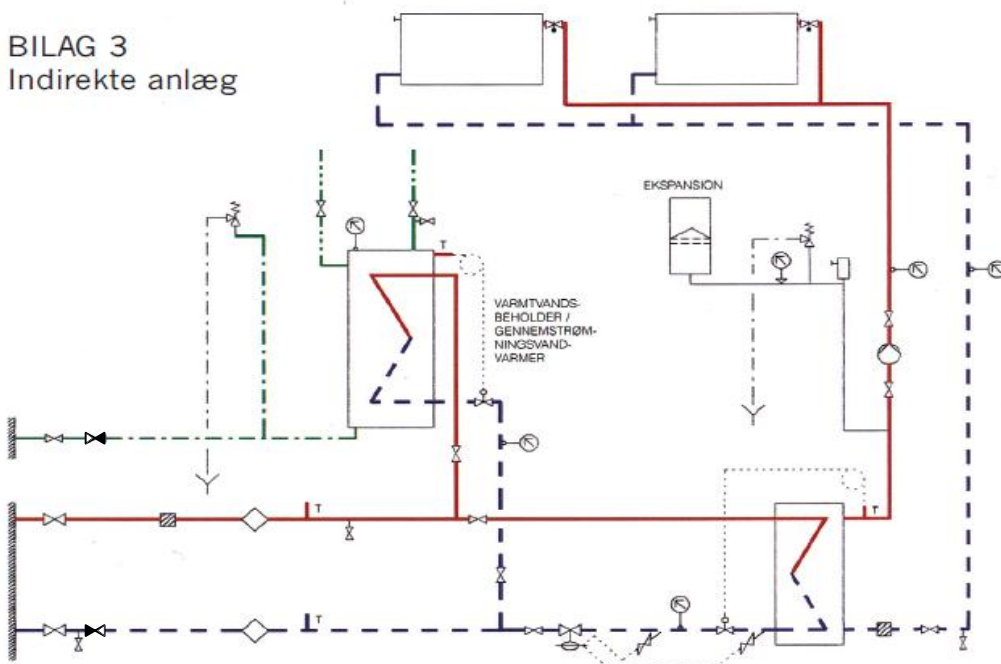 BILAG 3
Indirekte anlæg
EKSPANSION
T
VARMTVANDS-
BEHOLDER /
GENNEMSTRØM-
NINGSVAND-
VARMER
T
T
T